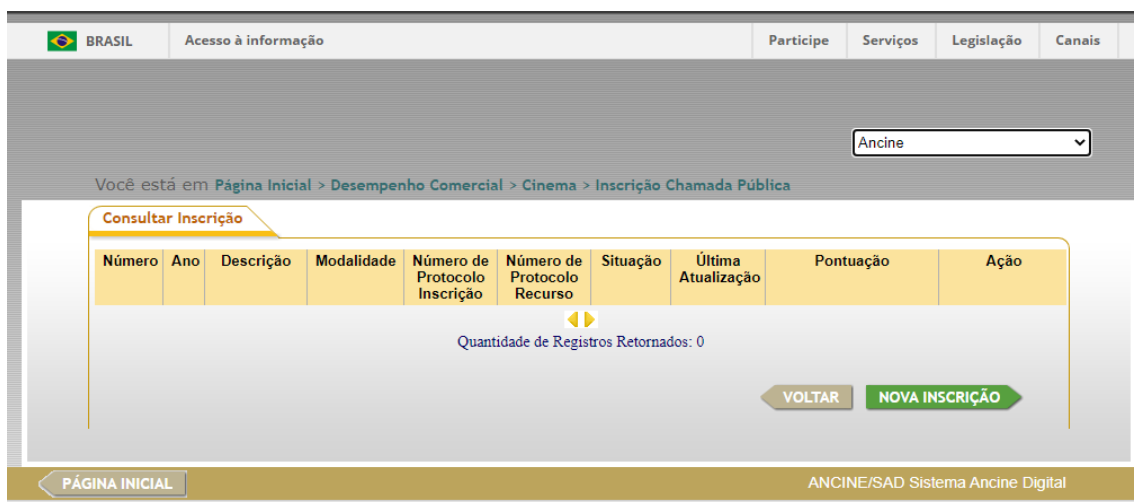 BRASIL Acesso à informação Participe Serviços Legislação Canais
Ancine
Você está em Página Inicial > Desempenho Comercial > Cinema > Inscrição Chamada Pública
Consultar Inscrição
Número Ano Descrição Modalidade Número de Protocolo Inscrição Número de Protocolo Recurso Situação Última Atualização Pontuação Ação
Quantidade de Registros Retornados: 0
VOLTAR NOVA INSCRIÇÃO
PÁGINA INICIAL ANCINE/SAD Sistema Ancine Digital